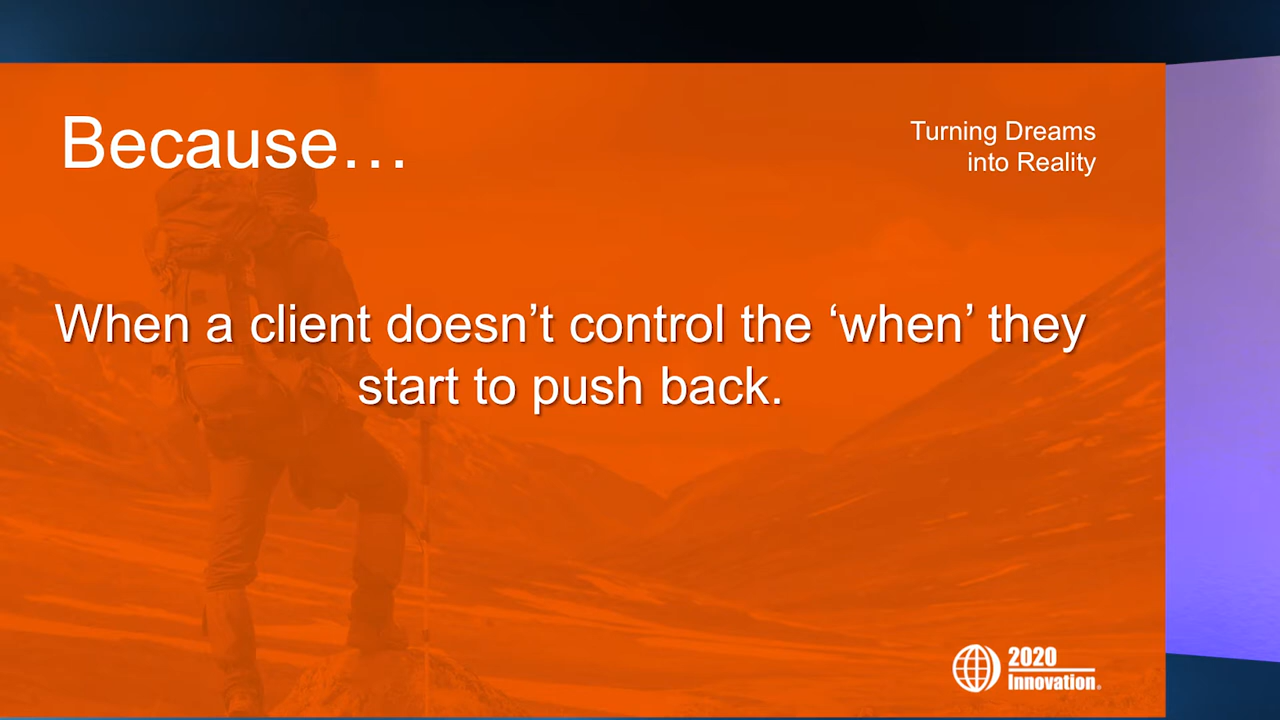 Because…
Turning Dreams
into Reality
When a client doesn’t control the ‘when’ they
start to push back.
2020
Innovation®